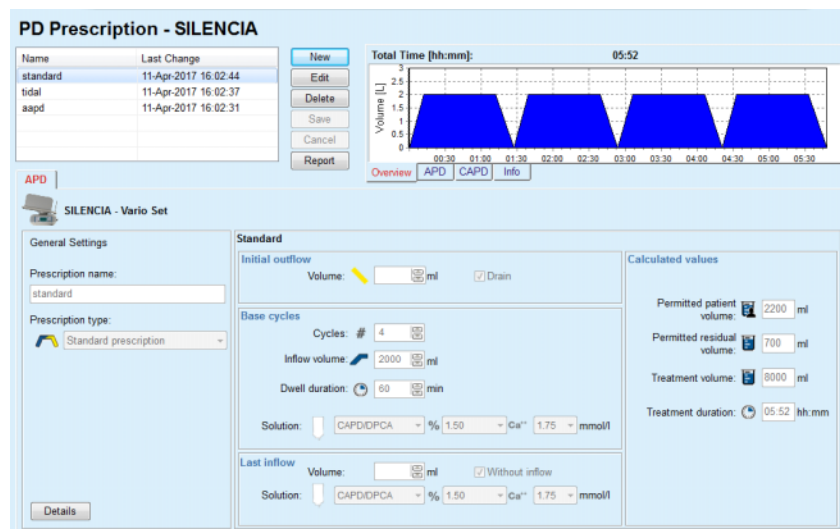 PD Prescription - SILENCIA
Name Last Change
standard 11-Apr-2017 16:02:44
tidal 11-Apr-2017 16:02:37
aapd 11-Apr-2017 16:02:31
New
Edit
Delete
Save
Cancel
Report
Total Time [hh:mm]: 05:52
Volume [L]
3
2.5
2
1.5
1
0.5
0
00:30 01:00 01:30 02:00 02:30 03:00 03:30 04:00 04:30 05:00 05:30
Overview APD CAPD Info
APD
SILENCIA - Vario Set
General Settings
Prescription name:
standard
Prescription type:
Standard prescription
Details
Standard
Initial outflow
Volume: ml Drain
Base cycles
Cycles: # 4
Inflow volume: 2000 ml
Dwell duration: 60 min
Solution: CAPD/DPCA % 1.50 Ca⁺⁺ 1.75 mmol/l
Last inflow
Volume: ml Without inflow
Solution: CAPD/DPCA % 1.50 Ca⁺⁺ 1.75 mmol/l
Calculated values
Permitted patient
volume: 2200 ml
Permitted residual
volume: 700 ml
Treatment volume: 8000 ml
Treatment duration: 05:52 hh:mm